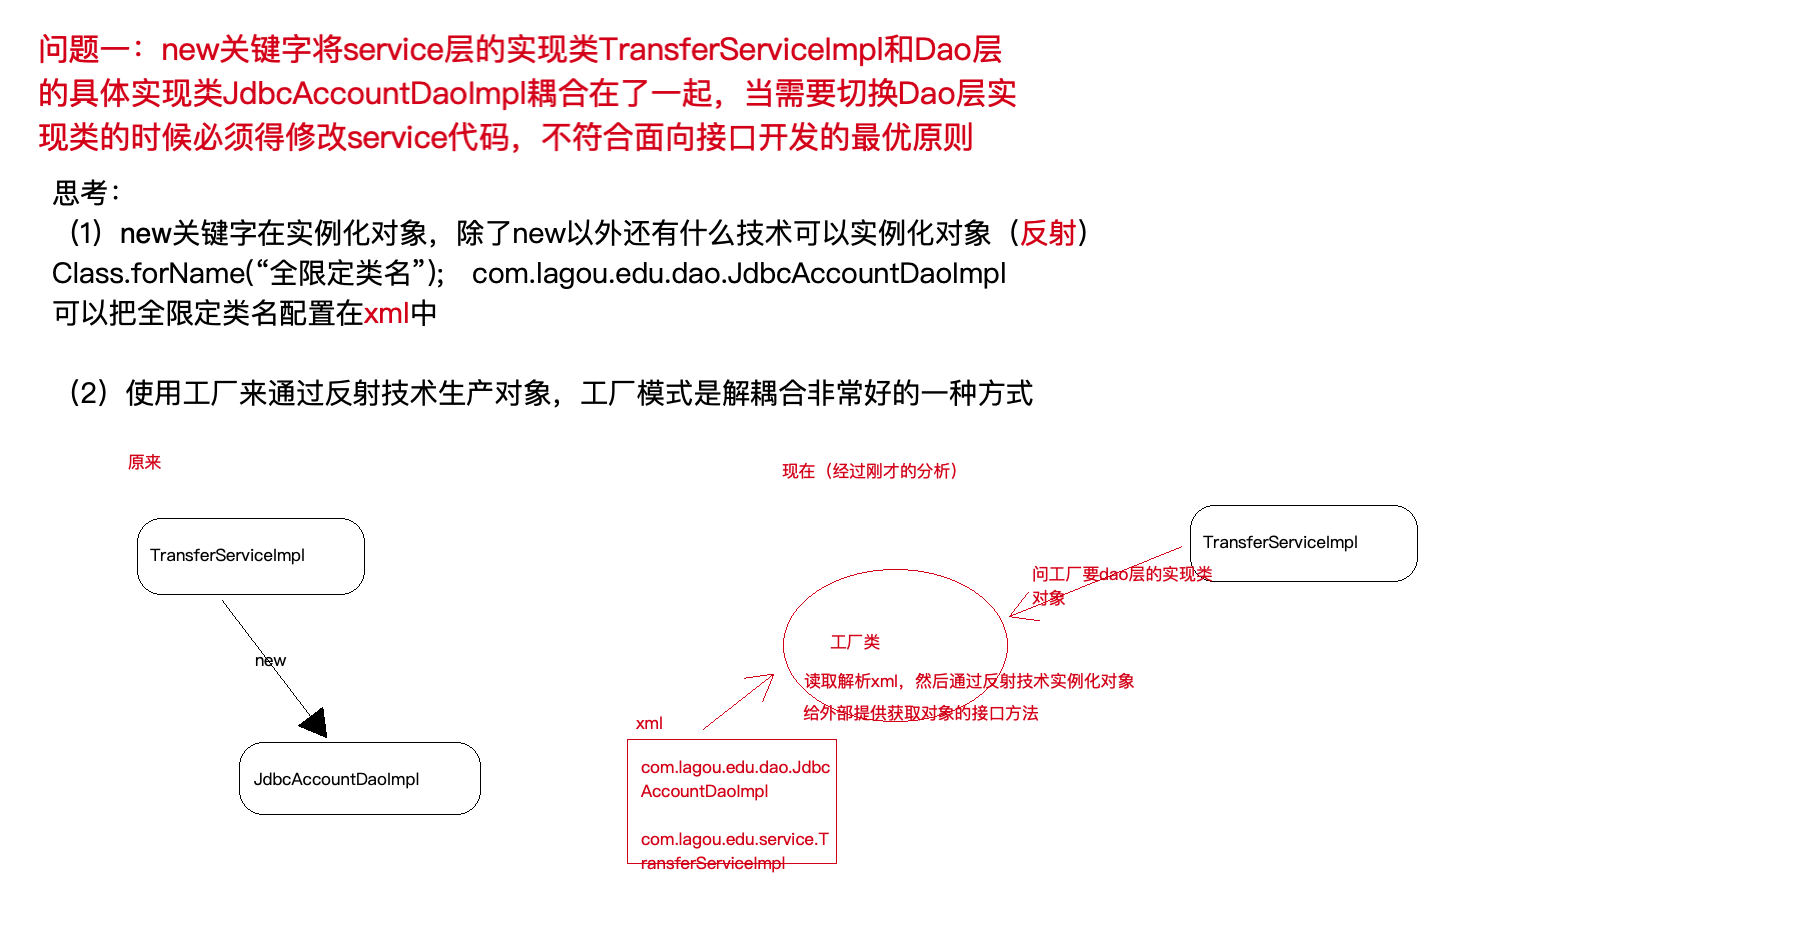 问题一：new关键字将service层的实现类TransferServiceImpl和Dao层
的具体实现类JdbcAccountDaoImpl耦合在了一起，当需要切换Dao层实
现类的时候必须得修改service代码，不符合面向接口开发的最优原则
思考：
（1）new关键字在实例化对象，除了new以外还有什么技术可以实例化对象（反射）
Class.forName(“全限定类名”); com.lagou.edu.dao.JdbcAccountDaoImpl
可以把全限定类名配置在xml中
（2）使用工厂来通过反射技术生产对象，工厂模式是解耦合非常好的一种方式
原来
TransferServiceImpl
new
JdbcAccountDaoImpl
现在（经过刚才的分析）
TransferServiceImpl
问工厂要dao层的实现类
对象
工厂类
读取解析xml，然后通过反射技术实例化对象
给外部提供获取对象的接口方法
xml
com.lagou.edu.dao.Jdbc
AccountDaoImpl
com.lagou.edu.service.T
ransferServiceImpl